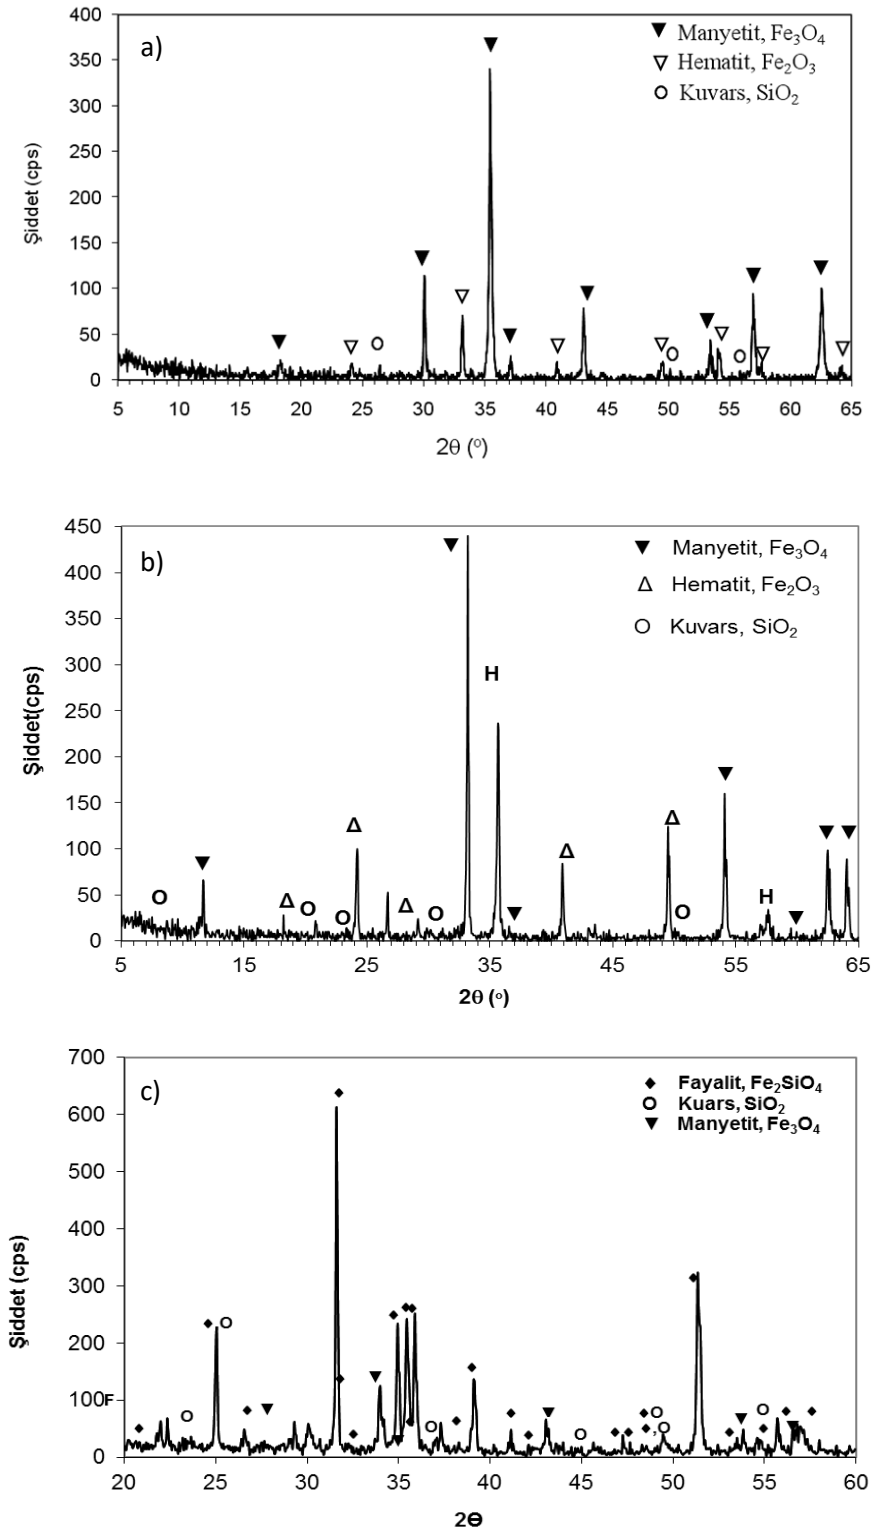 400
a)
▼ Manyetit, Fe3O4
350
▽ Hematit, Fe2O3
300
○ Kuvars, SiO2
250
200
150
100
50
0
Şiddet (cps)
5 10 15 20 25 30 35 40 45 50 55 60 65
2θ (°)
450
b)
▼ Manyetit, Fe3O4
400
Δ Hematit, Fe2O3
350
O Kuvars, SiO2
300
H
250
200
150
100
50
H
0
Şiddet(cps)
5 15 25 35 45 55 65
2θ (°)
700
c)
◆ Fayalit, Fe2SiO4
O Kuars, SiO2
▼ Manyetit, Fe3O4
600
500
400
300
200
100 F
0
Şiddet (cps)
20 25 30 35 40 45 50 55 60
2Θ